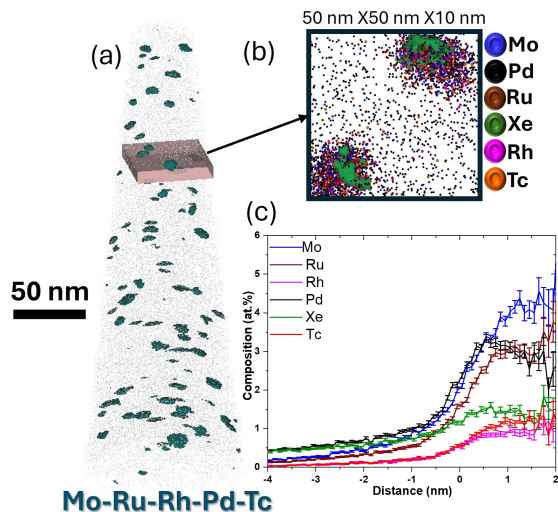 50 nm X50 nm X10 nm
(a)
(b)
Mo
Pd
Ru
Xe
Rh
Tc
50 nm
Mo-Ru-Rh-Pd-Tc
(c)
Mo
Ru
Rh
Pd
Xe
Tc
Composition (at.%)
6
5
4
3
2
1
0
-4
-3
-2
-1
0
1
2
Distance (nm)